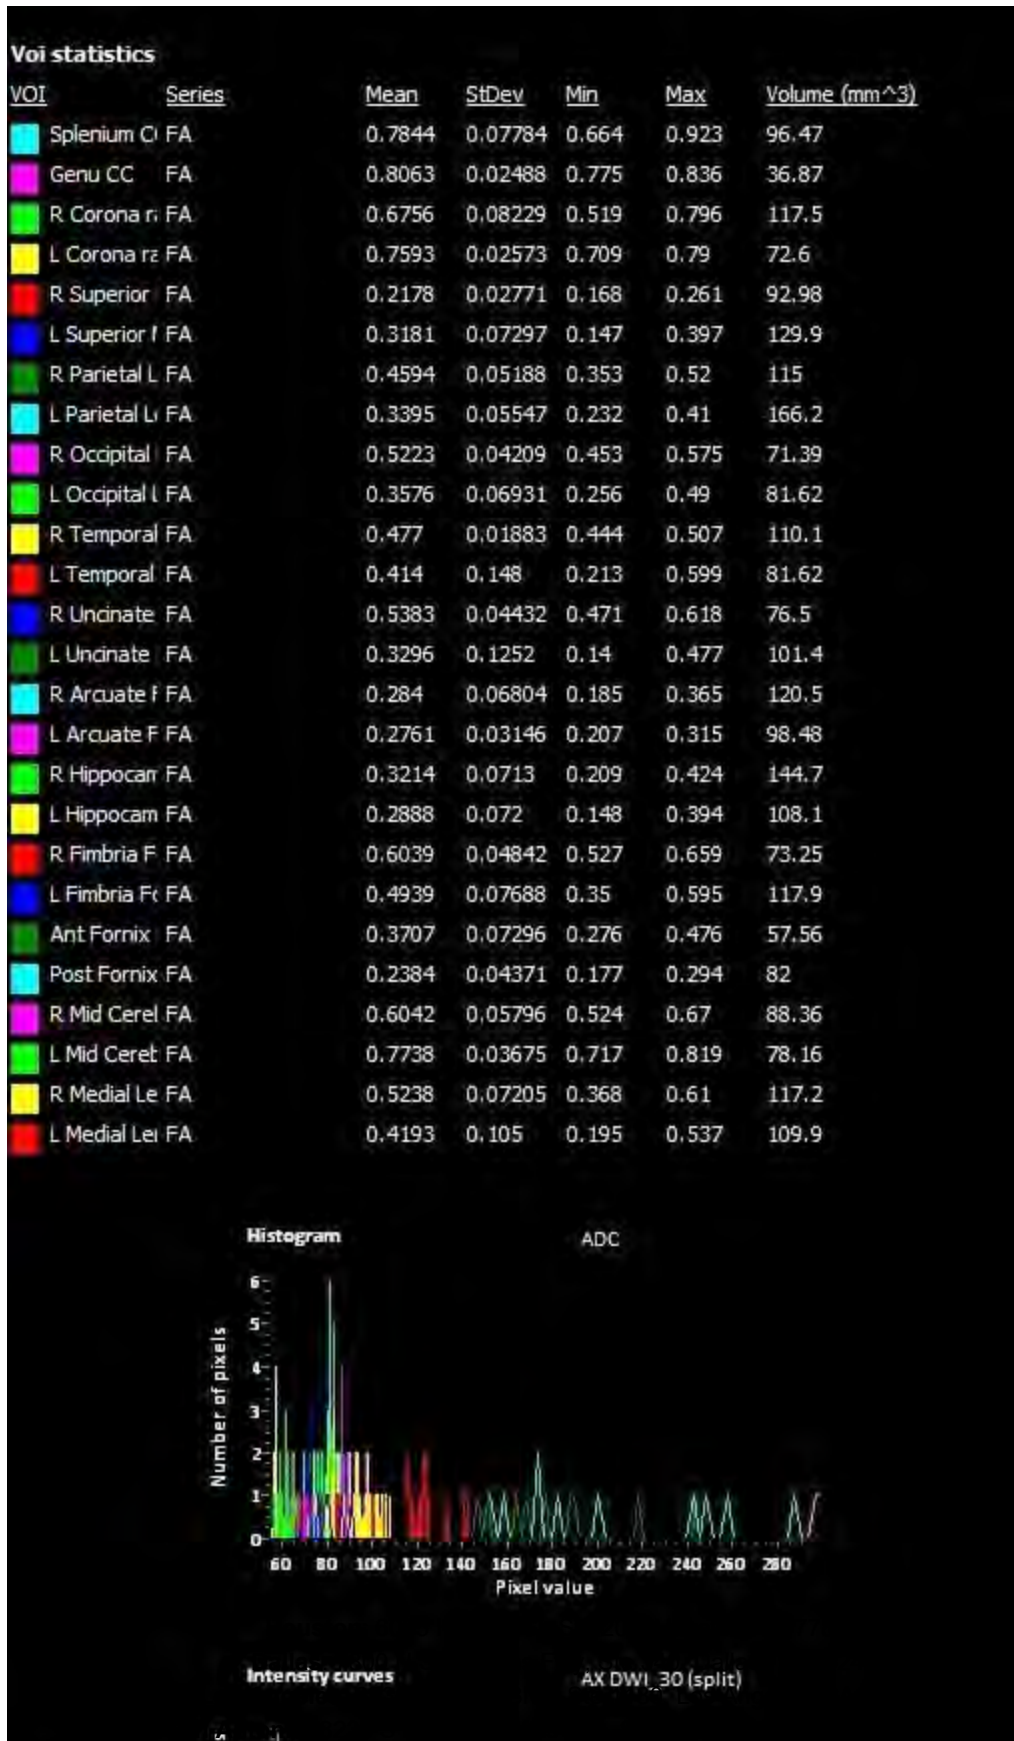 Voi statistics
VOI Series Mean StDev Min Max Volume (mm^3)
Splenium C( FA 0.7844 0.07784 0.664 0.923 96.47
Genu CC FA 0.8063 0.02488 0.775 0.836 36.87
R Corona ra FA 0.6756 0.08229 0.519 0.796 117.5
L Corona ra FA 0.7593 0.02573 0.709 0.79 72.6
R Superior FA 0.2178 0.02771 0.168 0.261 92.98
L Superior FA 0.3181 0.07297 0.147 0.397 129.9
R Parietal L FA 0.4594 0.05188 0.353 0.52 115
L Parietal Lo FA 0.3395 0.05547 0.232 0.41 166.2
R Occipital FA 0.5223 0.04209 0.453 0.575 71.39
L Occipital L FA 0.3576 0.06931 0.256 0.49 81.62
R Temporal FA 0.477 0.01883 0.444 0.507 110.1
L Temporal FA 0.414 0.148 0.213 0.599 81.62
R Uncinate FA 0.5383 0.04432 0.471 0.618 76.5
L Uncinate FA 0.3296 0.1252 0.14 0.477 101.4
R Arcuate F FA 0.284 0.06804 0.185 0.365 120.5
L Arcuate F FA 0.2761 0.03146 0.207 0.315 98.48
R Hippocam FA 0.3214 0.0713 0.209 0.424 144.7
L Hippocam FA 0.2888 0.072 0.148 0.394 108.1
R Fimbria F FA 0.6039 0.04842 0.527 0.659 73.25
L Fimbria Fo FA 0.4939 0.07688 0.35 0.595 117.9
Ant Fornix FA 0.3707 0.07296 0.276 0.476 57.56
Post Fornix FA 0.2384 0.04371 0.177 0.294 82
R Mid Cerel FA 0.6042 0.05796 0.524 0.67 88.36
L Mid Cereb FA 0.7738 0.03675 0.717 0.819 78.16
R Medial Le FA 0.5238 0.07205 0.368 0.61 117.2
L Medial Ler FA 0.4193 0.105 0.195 0.537 109.9
Histogram ADC
Number of pixels
6
5
4
3
2
1
0
60 80 100 120 140 160 180 200 220 240 260 280
Pixel value
Intensity curves AX DWI_30 (split)